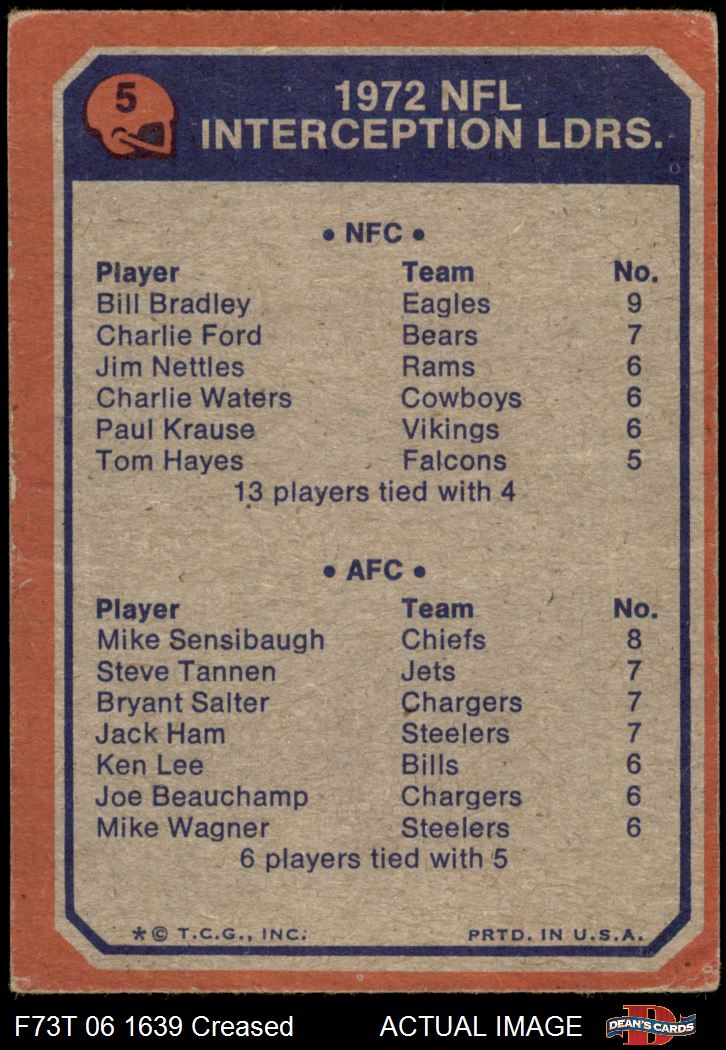 5
1972 NFL
INTERCEPTION LDRS.
• NFC •
Player Team No.
Bill Bradley Eagles 9
Charlie Ford Bears 7
Jim Nettles Rams 6
Charlie Waters Cowboys 6
Paul Krause Vikings 6
Tom Hayes Falcons 5
13 players tied with 4
• AFC •
Player Team No.
Mike Sensibaugh Chiefs 8
Steve Tannen Jets 7
Bryant Salter Chargers 7
Jack Ham Steelers 7
Ken Lee Bills 6
Joe Beauchamp Chargers 6
Mike Wagner Steelers 6
6 players tied with 5
*© T.C.G., INC. PRTD. IN U.S.A.
F73T 06 1639 Creased ACTUAL IMAGE D DEAN'S CARDS